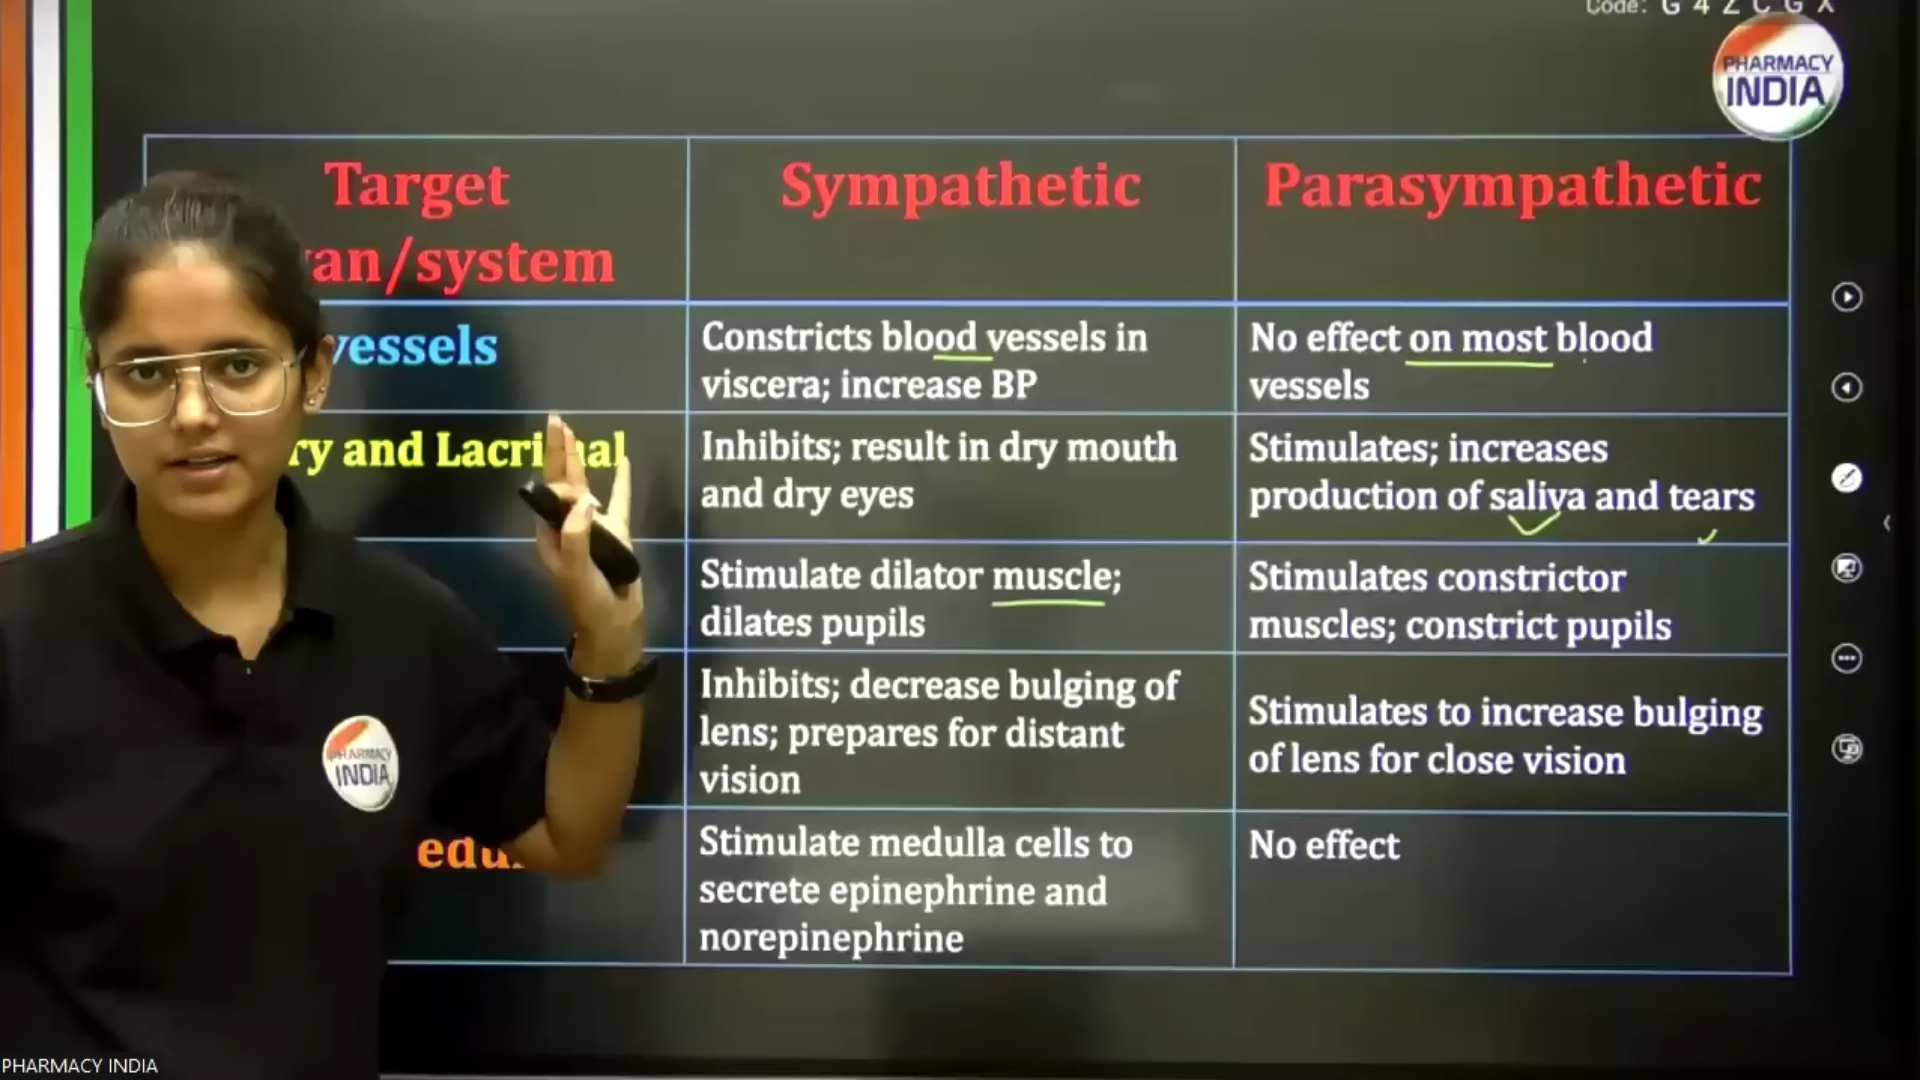 Code: G 4 Z C G X
PHARMACY
INDIA
Target
Sympathetic
Parasympathetic
an/system
vessels
Constricts blood vessels in
viscera; increase BP
No effect on most blood
vessels
ry and Lacri al
Inhibits; result in dry mouth
and dry eyes
Stimulates; increases
production of saliva and tears
Stimulate dilator muscle;
dilates pupils
Stimulates constrictor
muscles; constrict pupils
Inhibits; decrease bulging of
lens; prepares for distant
vision
Stimulates to increase bulging
of lens for close vision
edu
Stimulate medulla cells to
secrete epinephrine and
norepinephrine
No effect
PHARMACY
INDIA
PHARMACY INDIA